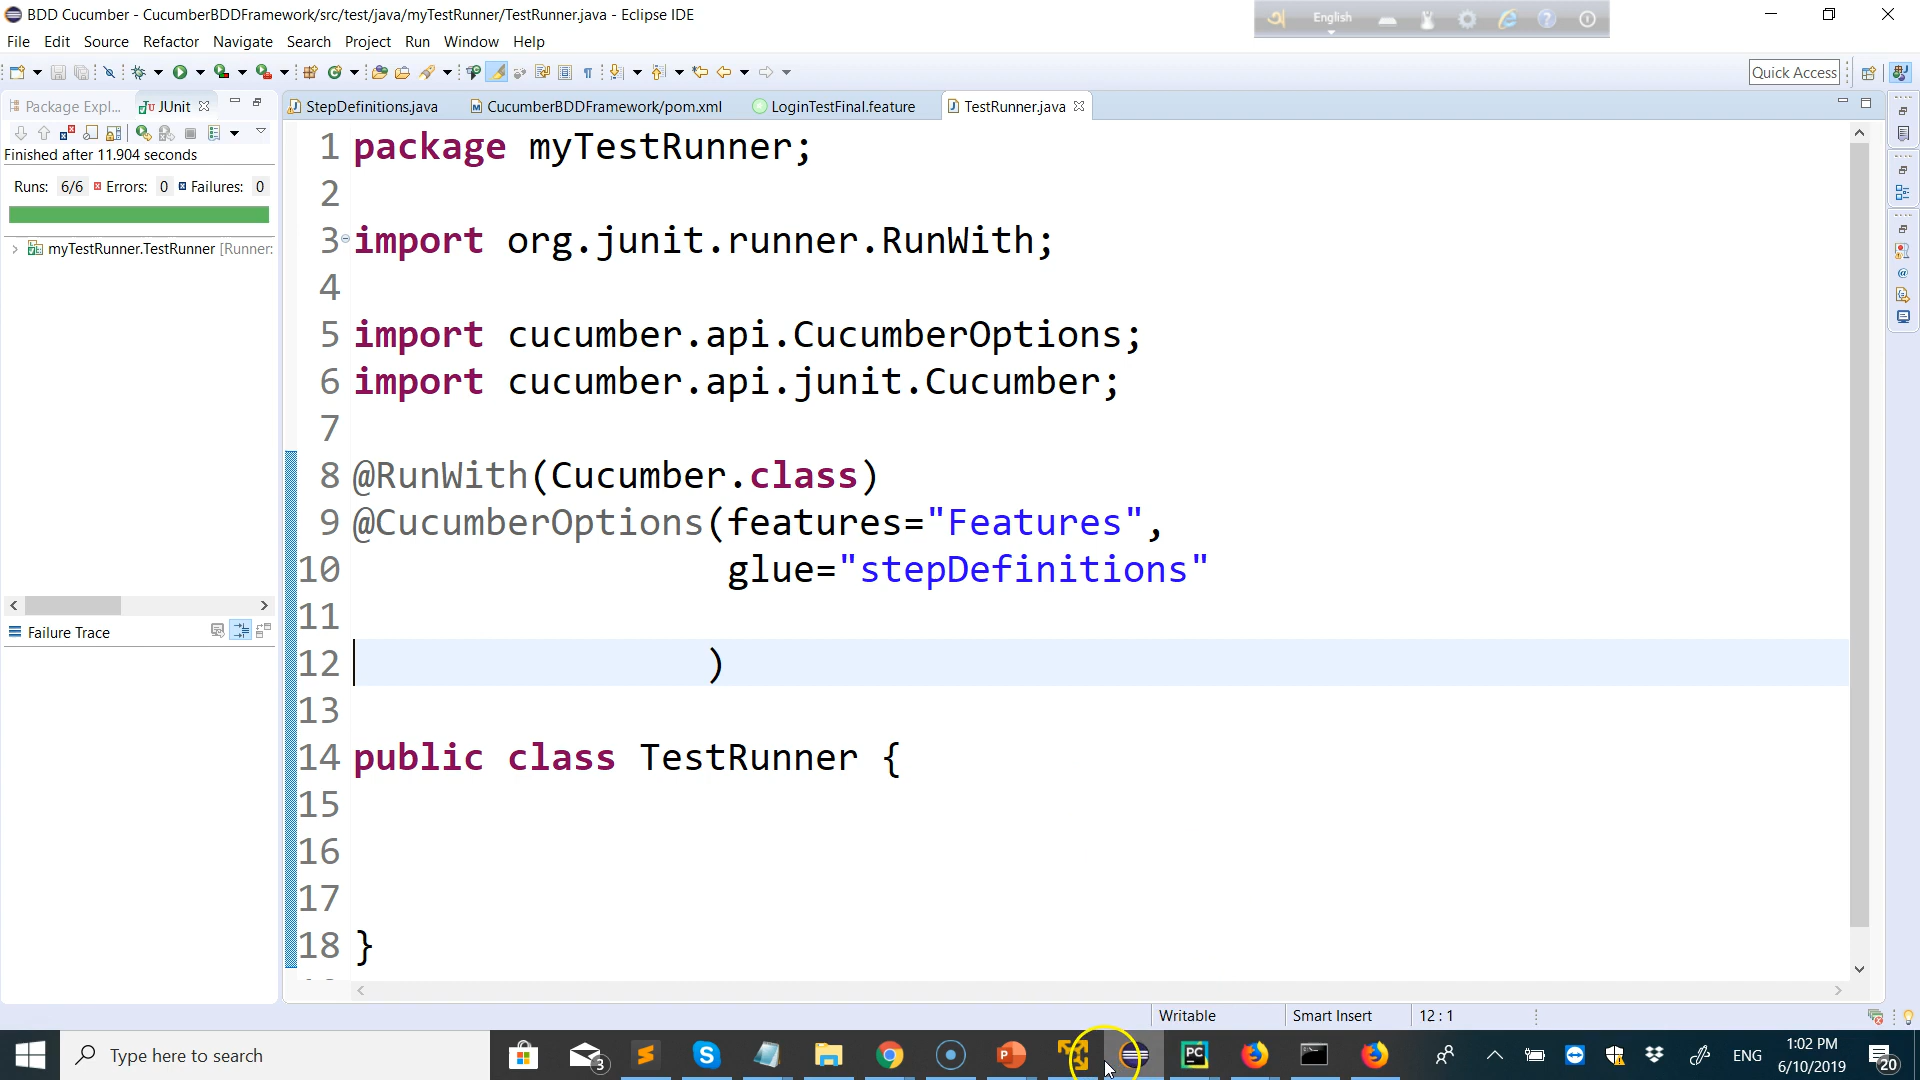 BDD Cucumber - CucumberBDDFramework/src/test/java/myTestRunner/TestRunner.java - Eclipse IDE
English
File Edit Source Refactor Navigate Search Project Run Window Help
Quick Access
Package Expl... JUnit StepDefinitions.java CucumberBDDFramework/pom.xml LoginTestFinal.feature TestRunner.java
Finished after 11.904 seconds
Runs: 6/6 Errors: 0 Failures: 0
myTestRunner.TestRunner [Runner:
Failure Trace
1 package myTestRunner;
2
3 import org.junit.runner.RunWith;
4
5 import cucumber.api.CucumberOptions;
6 import cucumber.api.junit.Cucumber;
7
8 @RunWith(Cucumber.class)
9 @CucumberOptions(features="Features",
10 glue="stepDefinitions"
11
12 )
13
14 public class TestRunner {
15
16
17
18 }
Writable Smart Insert 12 : 1
Type here to search
3
PC
ENG
1:02 PM
6/10/2019
20